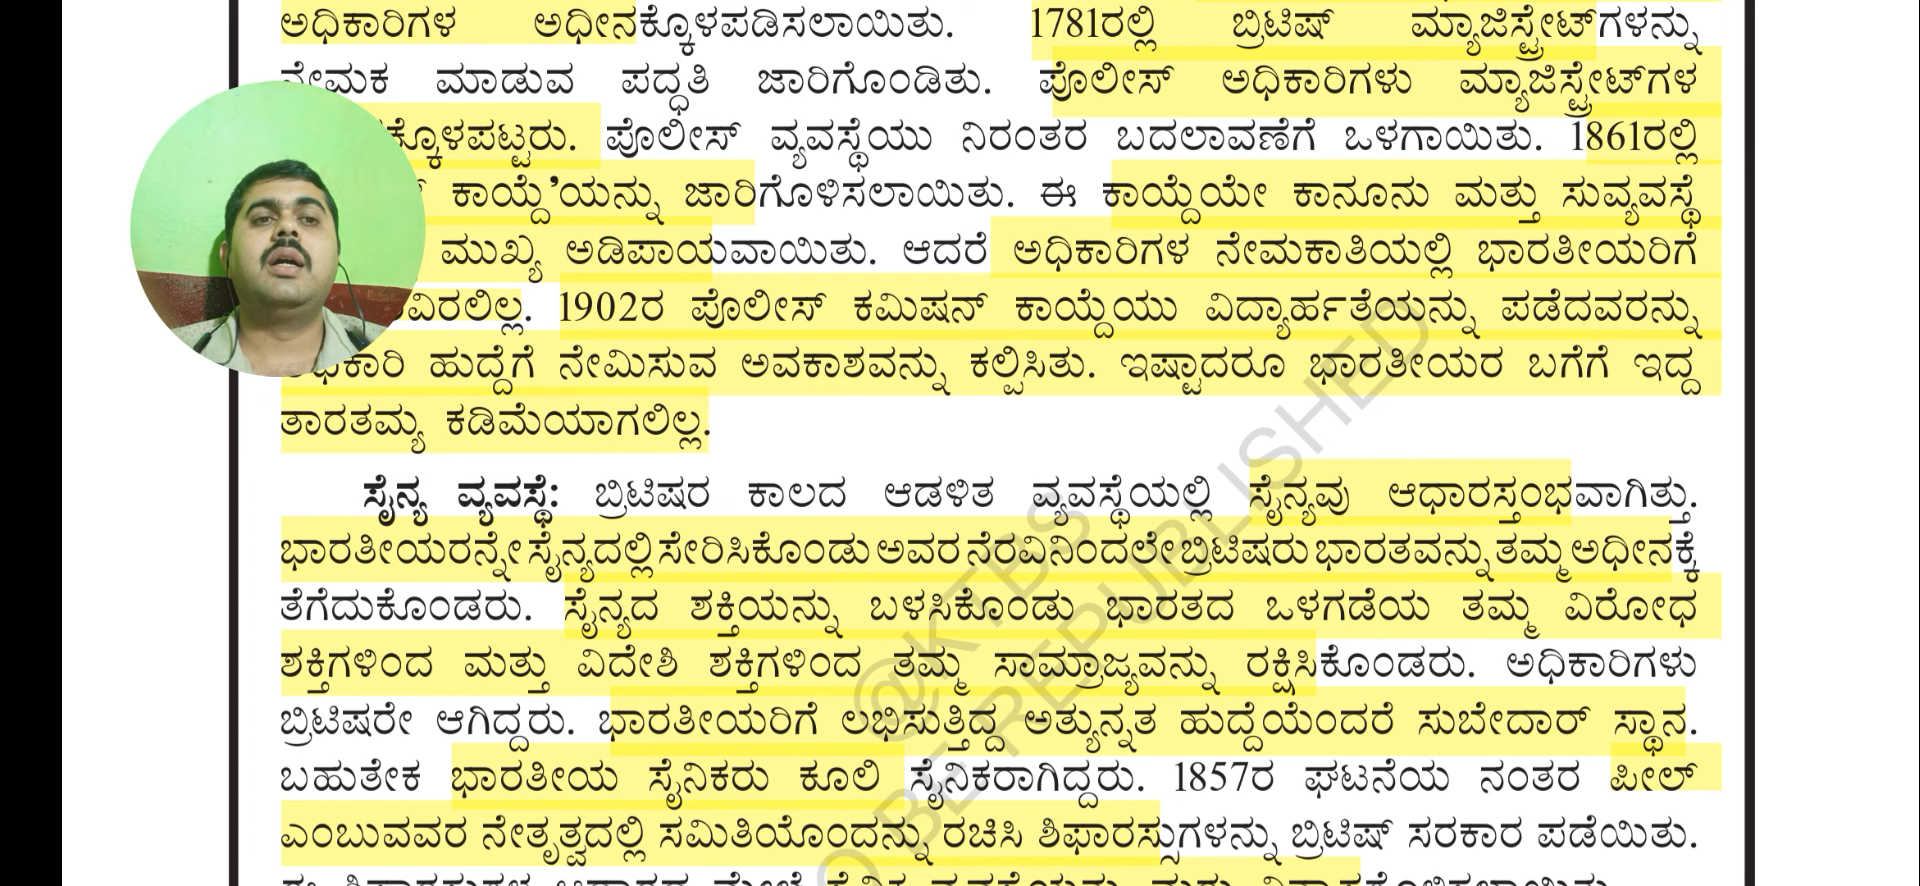 ಅಧಿಕಾರಿಗಳ ಅಧೀನಕ್ಕೊಳಪಡಿಸಲಾಯಿತು. 1781ರಲ್ಲಿ ಬ್ರಿಟಿಷ್ ಮ್ಯಾಜಿಸ್ಟ್ರೇಟ್‌ಗಳನ್ನು
ನೇಮಕ ಮಾಡುವ ಪದ್ಧತಿ ಜಾರಿಗೊಂಡಿತು. ಪೊಲೀಸ್ ಅಧಿಕಾರಿಗಳು ಮ್ಯಾಜಿಸ್ಟ್ರೇಟ್‌ಗಳ
ಕ್ಕೊಳಪಟ್ಟರು. ಪೊಲೀಸ್ ವ್ಯವಸ್ಥೆಯು ನಿರಂತರ ಬದಲಾವಣೆಗೆ ಒಳಗಾಯಿತು. 1861ರಲ್ಲಿ
ಕಾಯ್ದೆ'ಯನ್ನು ಜಾರಿಗೊಳಿಸಲಾಯಿತು. ಈ ಕಾಯ್ದೆಯೇ ಕಾನೂನು ಮತ್ತು ಸುವ್ಯವಸ್ಥೆ
ಮುಖ್ಯ ಅಡಿಪಾಯವಾಯಿತು. ಆದರೆ ಅಧಿಕಾರಿಗಳ ನೇಮಕಾತಿಯಲ್ಲಿ ಭಾರತೀಯರಿಗೆ
ವಿರಲಿಲ್ಲ. 1902ರ ಪೊಲೀಸ್ ಕಮಿಷನ್ ಕಾಯ್ದೆಯು ವಿದ್ಯಾರ್ಹತೆಯನ್ನು ಪಡೆದವರನ್ನು
ಅಧಿಕಾರಿ ಹುದ್ದೆಗೆ ನೇಮಿಸುವ ಅವಕಾಶವನ್ನು ಕಲ್ಪಿಸಿತು. ಇಷ್ಟಾದರೂ ಭಾರತೀಯರ ಬಗೆಗೆ ಇದ್ದ
ತಾರತಮ್ಯ ಕಡಿಮೆಯಾಗಲಿಲ್ಲ.
ಸೈನ್ಯ ವ್ಯವಸ್ಥೆ: ಬ್ರಿಟಿಷರ ಕಾಲದ ಆಡಳಿತ ವ್ಯವಸ್ಥೆಯಲ್ಲಿ ಸೈನ್ಯವು ಆಧಾರಸ್ತಂಭವಾಗಿತ್ತು.
ಭಾರತೀಯರನ್ನೇ ಸೈನ್ಯದಲ್ಲಿ ಸೇರಿಸಿಕೊಂಡು ಅವರ ನೆರವಿನಿಂದಲೇ ಬ್ರಿಟಿಷರು ಭಾರತವನ್ನು ತಮ್ಮ ಅಧೀನಕ್ಕೆ
ತೆಗೆದುಕೊಂಡರು. ಸೈನ್ಯದ ಶಕ್ತಿಯನ್ನು ಬಳಸಿಕೊಂಡು ಭಾರತದ ಒಳಗಡೆಯ ತಮ್ಮ ವಿರೋಧ
ಶಕ್ತಿಗಳಿಂದ ಮತ್ತು ವಿದೇಶಿ ಶಕ್ತಿಗಳಿಂದ ತಮ್ಮ ಸಾಮ್ರಾಜ್ಯವನ್ನು ರಕ್ಷಿಸಿಕೊಂಡರು. ಅಧಿಕಾರಿಗಳು
ಬ್ರಿಟಿಷರೇ ಆಗಿದ್ದರು. ಭಾರತೀಯರಿಗೆ ಲಭಿಸುತ್ತಿದ್ದ ಅತ್ಯುನ್ನತ ಹುದ್ದೆಯೆಂದರೆ ಸುಬೇದಾರ್ ಸ್ಥಾನ.
ಬಹುತೇಕ ಭಾರತೀಯ ಸೈನಿಕರು ಕೂಲಿ ಸೈನಿಕರಾಗಿದ್ದರು. 1857ರ ಘಟನೆಯ ನಂತರ ಪೀಲ್
ಎಂಬುವವರ ನೇತೃತ್ವದಲ್ಲಿ ಸಮಿತಿಯೊಂದನ್ನು ರಚಿಸಿ ಶಿಫಾರಸ್ಸುಗಳನ್ನು ಬ್ರಿಟಿಷ್ ಸರಕಾರ ಪಡೆಯಿತು.
@KTBS
O BE REPUBLISHED